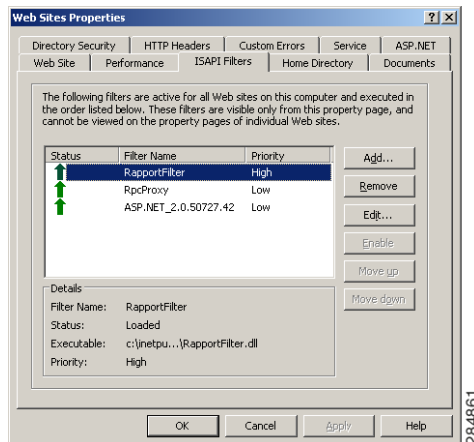 Web Sites Properties
Directory Security HTTP Headers Custom Errors Service ASP.NET
Web Site Performance ISAPI Filters Home Directory Documents
The following filters are active for all Web sites on this computer and executed in
the order listed below. These filters are visible only from this property page, and
cannot be viewed on the property pages of individual Web sites.
Status Filter Name Priority
RapportFilter High
RpcProxy Low
ASP.NET_2.0.50727.42 Low
Add...
Remove
Edit...
Enable
Move up
Move down
Details
Filter Name: RapportFilter
Status: Loaded
Executable: c:\inetpu...\RapportFilter.dll
Priority: High
OK Cancel Apply Help
284861